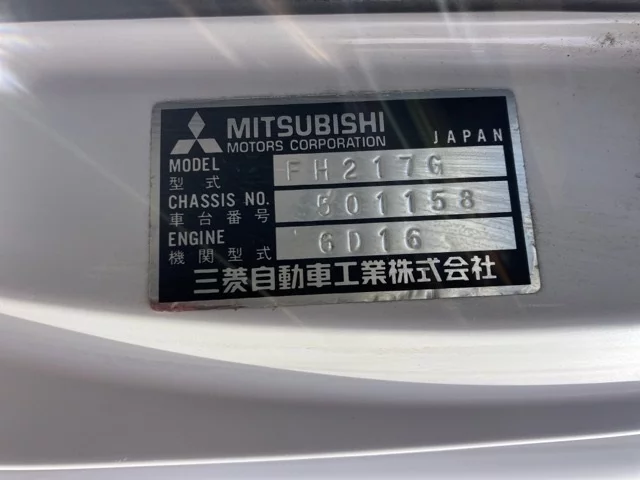 MITSUBISHI
MOTORS CORPORATION JAPAN
MODEL FH217G
型式
CHASSIS NO. 501158
車台番号
ENGINE 6D16
機関型式
三菱自動車工業株式会社